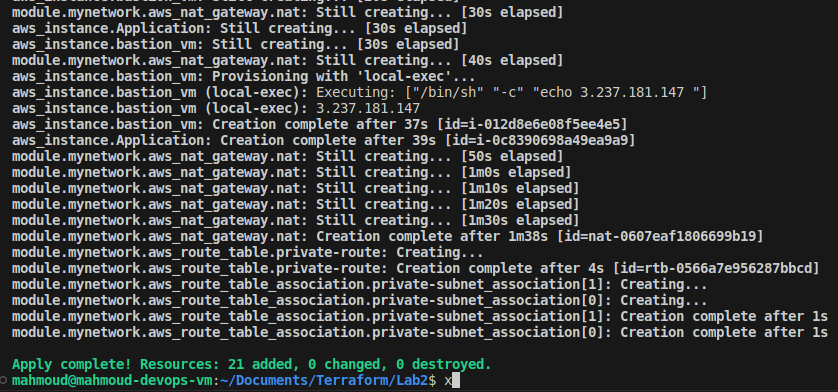 module.mynetwork.aws_nat_gateway.nat: Still creating... [30s elapsed]
aws_instance.Application: Still creating... [30s elapsed]
aws_instance.bastion_vm: Still creating... [30s elapsed]
module.mynetwork.aws_nat_gateway.nat: Still creating... [40s elapsed]
aws_instance.bastion_vm: Provisioning with 'local-exec'...
aws_instance.bastion_vm (local-exec): Executing: ["/bin/sh" "-c" "echo 3.237.181.147 "]
aws_instance.bastion_vm (local-exec): 3.237.181.147
aws_instance.bastion_vm: Creation complete after 37s [id=i-012d8e6e08f5ee4e5]
aws_instance.Application: Creation complete after 39s [id=i-0c8390698a49ea9a9]
module.mynetwork.aws_nat_gateway.nat: Still creating... [50s elapsed]
module.mynetwork.aws_nat_gateway.nat: Still creating... [1m0s elapsed]
module.mynetwork.aws_nat_gateway.nat: Still creating... [1m10s elapsed]
module.mynetwork.aws_nat_gateway.nat: Still creating... [1m20s elapsed]
module.mynetwork.aws_nat_gateway.nat: Still creating... [1m30s elapsed]
module.mynetwork.aws_nat_gateway.nat: Creation complete after 1m38s [id=nat-0607eaf1806699b19]
module.mynetwork.aws_route_table.private-route: Creating...
module.mynetwork.aws_route_table.private-route: Creation complete after 4s [id=rtb-0566a7e956287bbcd]
module.mynetwork.aws_route_table_association.private-subnet_association[1]: Creating...
module.mynetwork.aws_route_table_association.private-subnet_association[0]: Creating...
module.mynetwork.aws_route_table_association.private-subnet_association[1]: Creation complete after 1s
module.mynetwork.aws_route_table_association.private-subnet_association[0]: Creation complete after 1s
Apply complete! Resources: 21 added, 0 changed, 0 destroyed.
mahmoud@mahmoud-devops-vm:~/Documents/Terraform/Lab2$ x